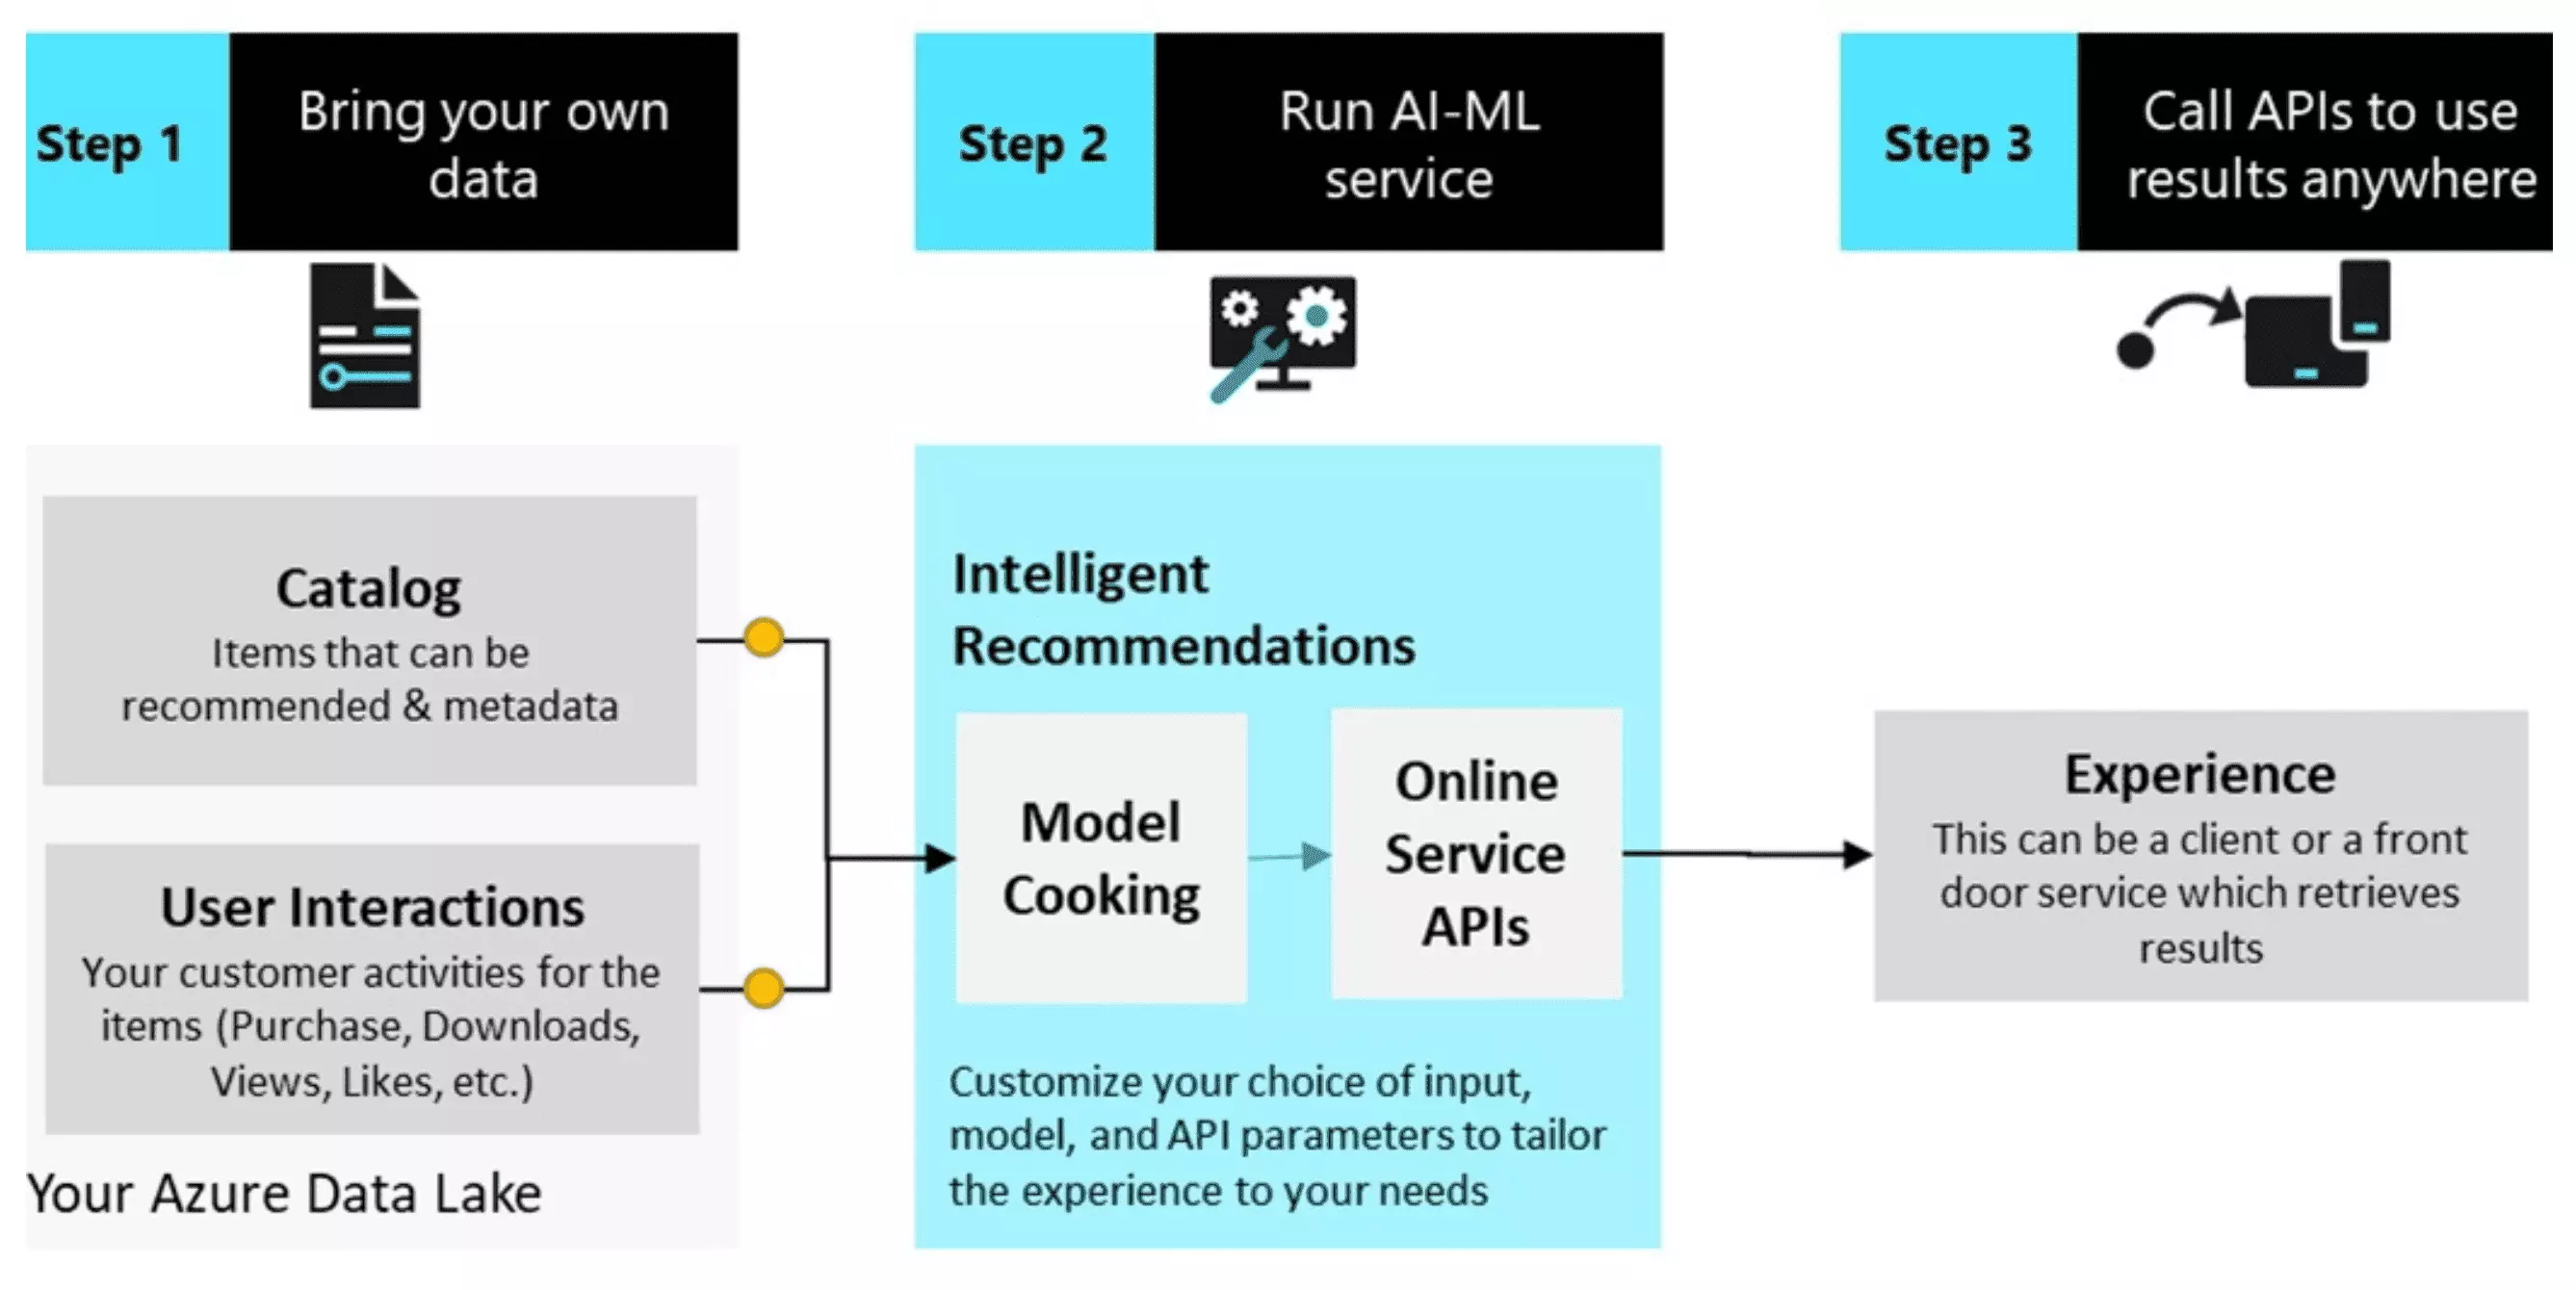 Step 1
Bring your own
data
Step 2
Run AI-ML
service
Step 3
Call APIs to use
results anywhere
Catalog
Items that can be
recommended & metadata
User Interactions
Your customer activities for the
items (Purchase, Downloads,
Views, Likes, etc.)
Your Azure Data Lake
Intelligent
Recommendations
Model
Cooking
Online
Service
APIs
Customize your choice of input,
model, and API parameters to tailor
the experience to your needs
Experience
This can be a client or a front
door service which retrieves
results